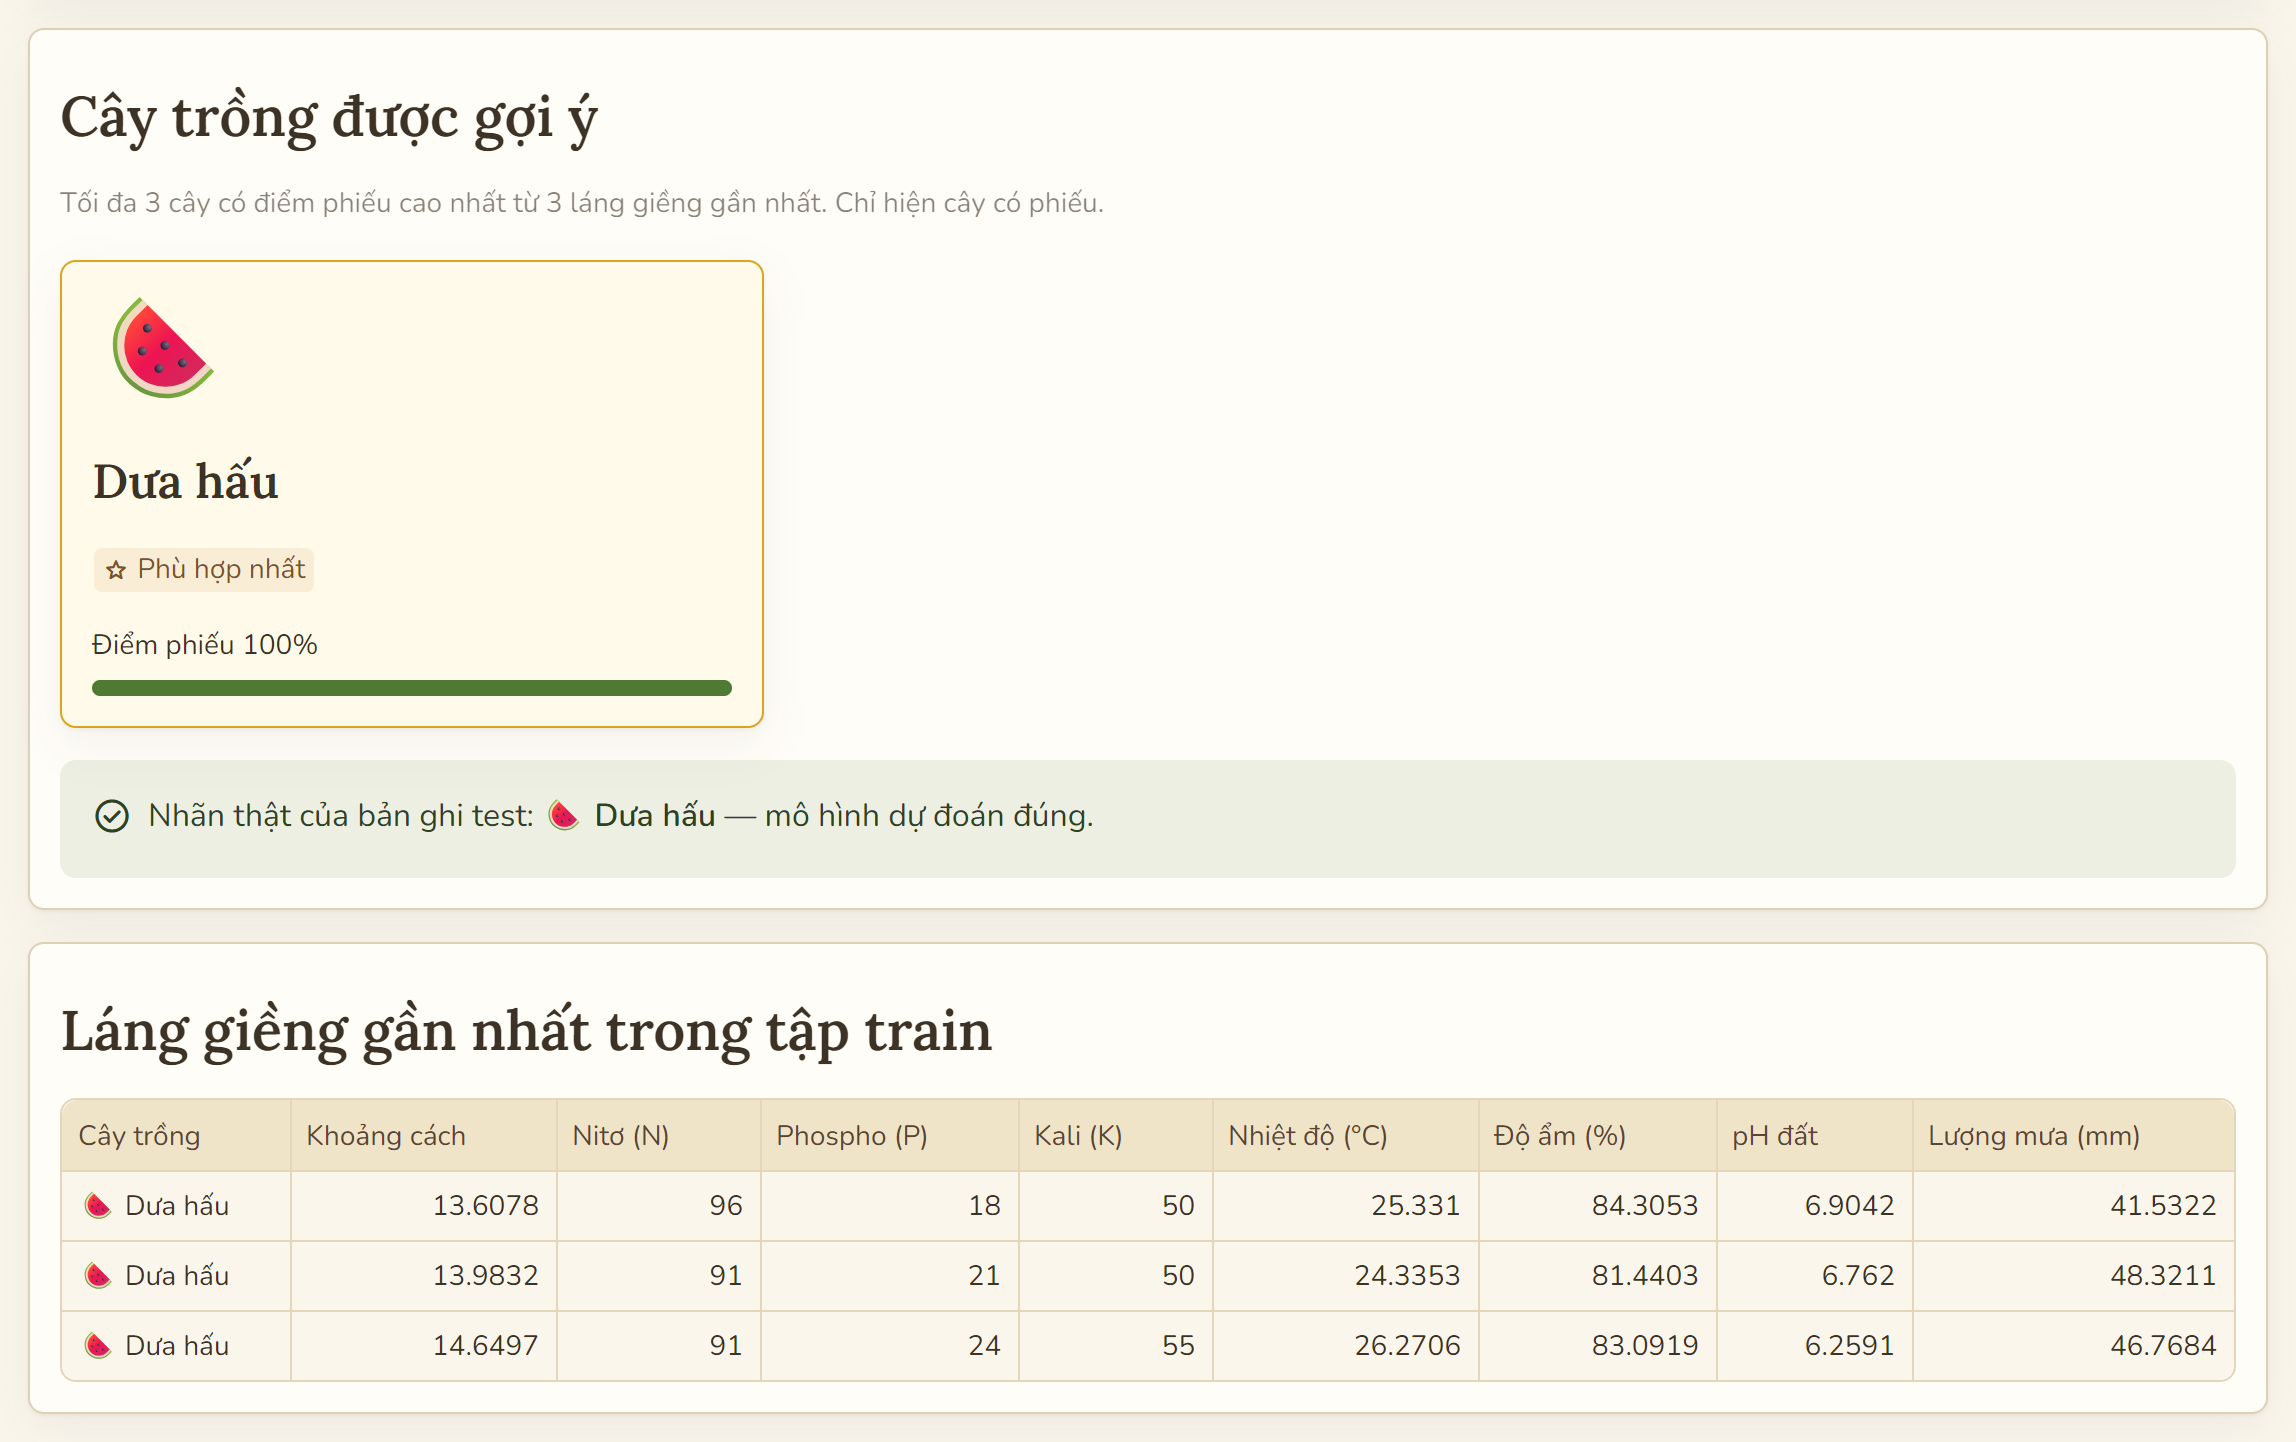 Cây trồng được gợi ý
Tối đa 3 cây có điểm phiếu cao nhất từ 3 láng giềng gần nhất. Chỉ hiện cây có phiếu.
Dưa hấu
Phù hợp nhất
Điểm phiếu 100%
Nhãn thật của bản ghi test: Dưa hấu — mô hình dự đoán đúng.
Láng giềng gần nhất trong tập train
Cây trồng Khoảng cách Nitơ (N) Phospho (P) Kali (K) Nhiệt độ (°C) Độ ẩm (%) pH đất Lượng mưa (mm)
Dưa hấu 13.6078 96 18 50 25.331 84.3053 6.9042 41.5322
Dưa hấu 13.9832 91 21 50 24.3353 81.4403 6.762 48.3211
Dưa hấu 14.6497 91 24 55 26.2706 83.0919 6.2591 46.7684